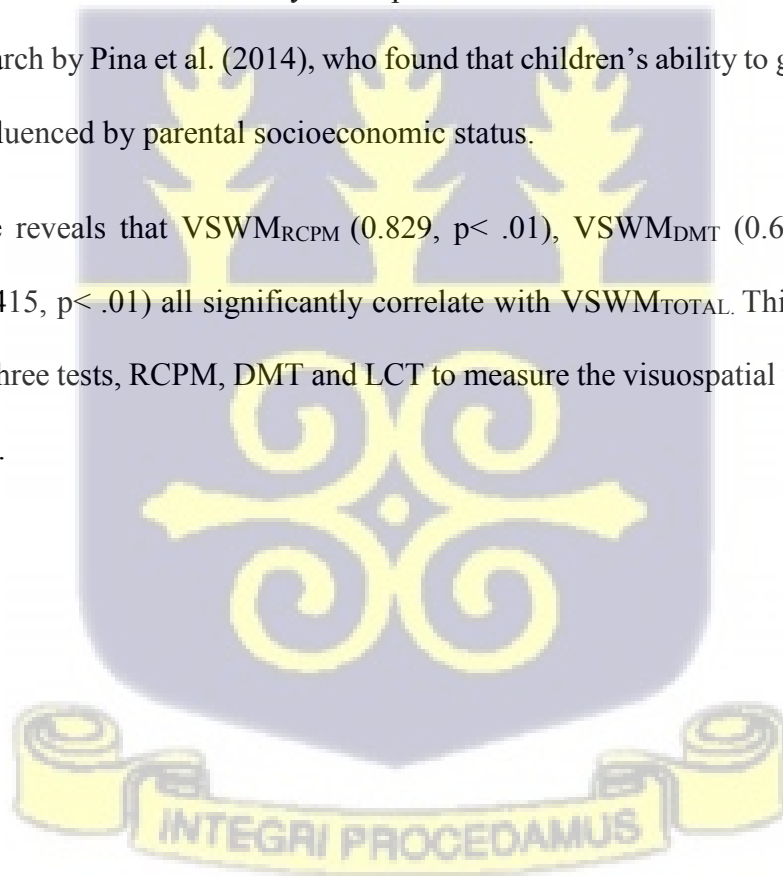 arch by Pina et al. (2014), who found that children’s ability to g
luenced by parental socioeconomic status.
e reveals that VSWMRCPM (0.829, p< .01), VSWMDMT (0.6
415, p< .01) all significantly correlate with VSWMTOTAL. Thi
hree tests, RCPM, DMT and LCT to measure the visuospatial
.
INTEGRI PROCEDAMUS